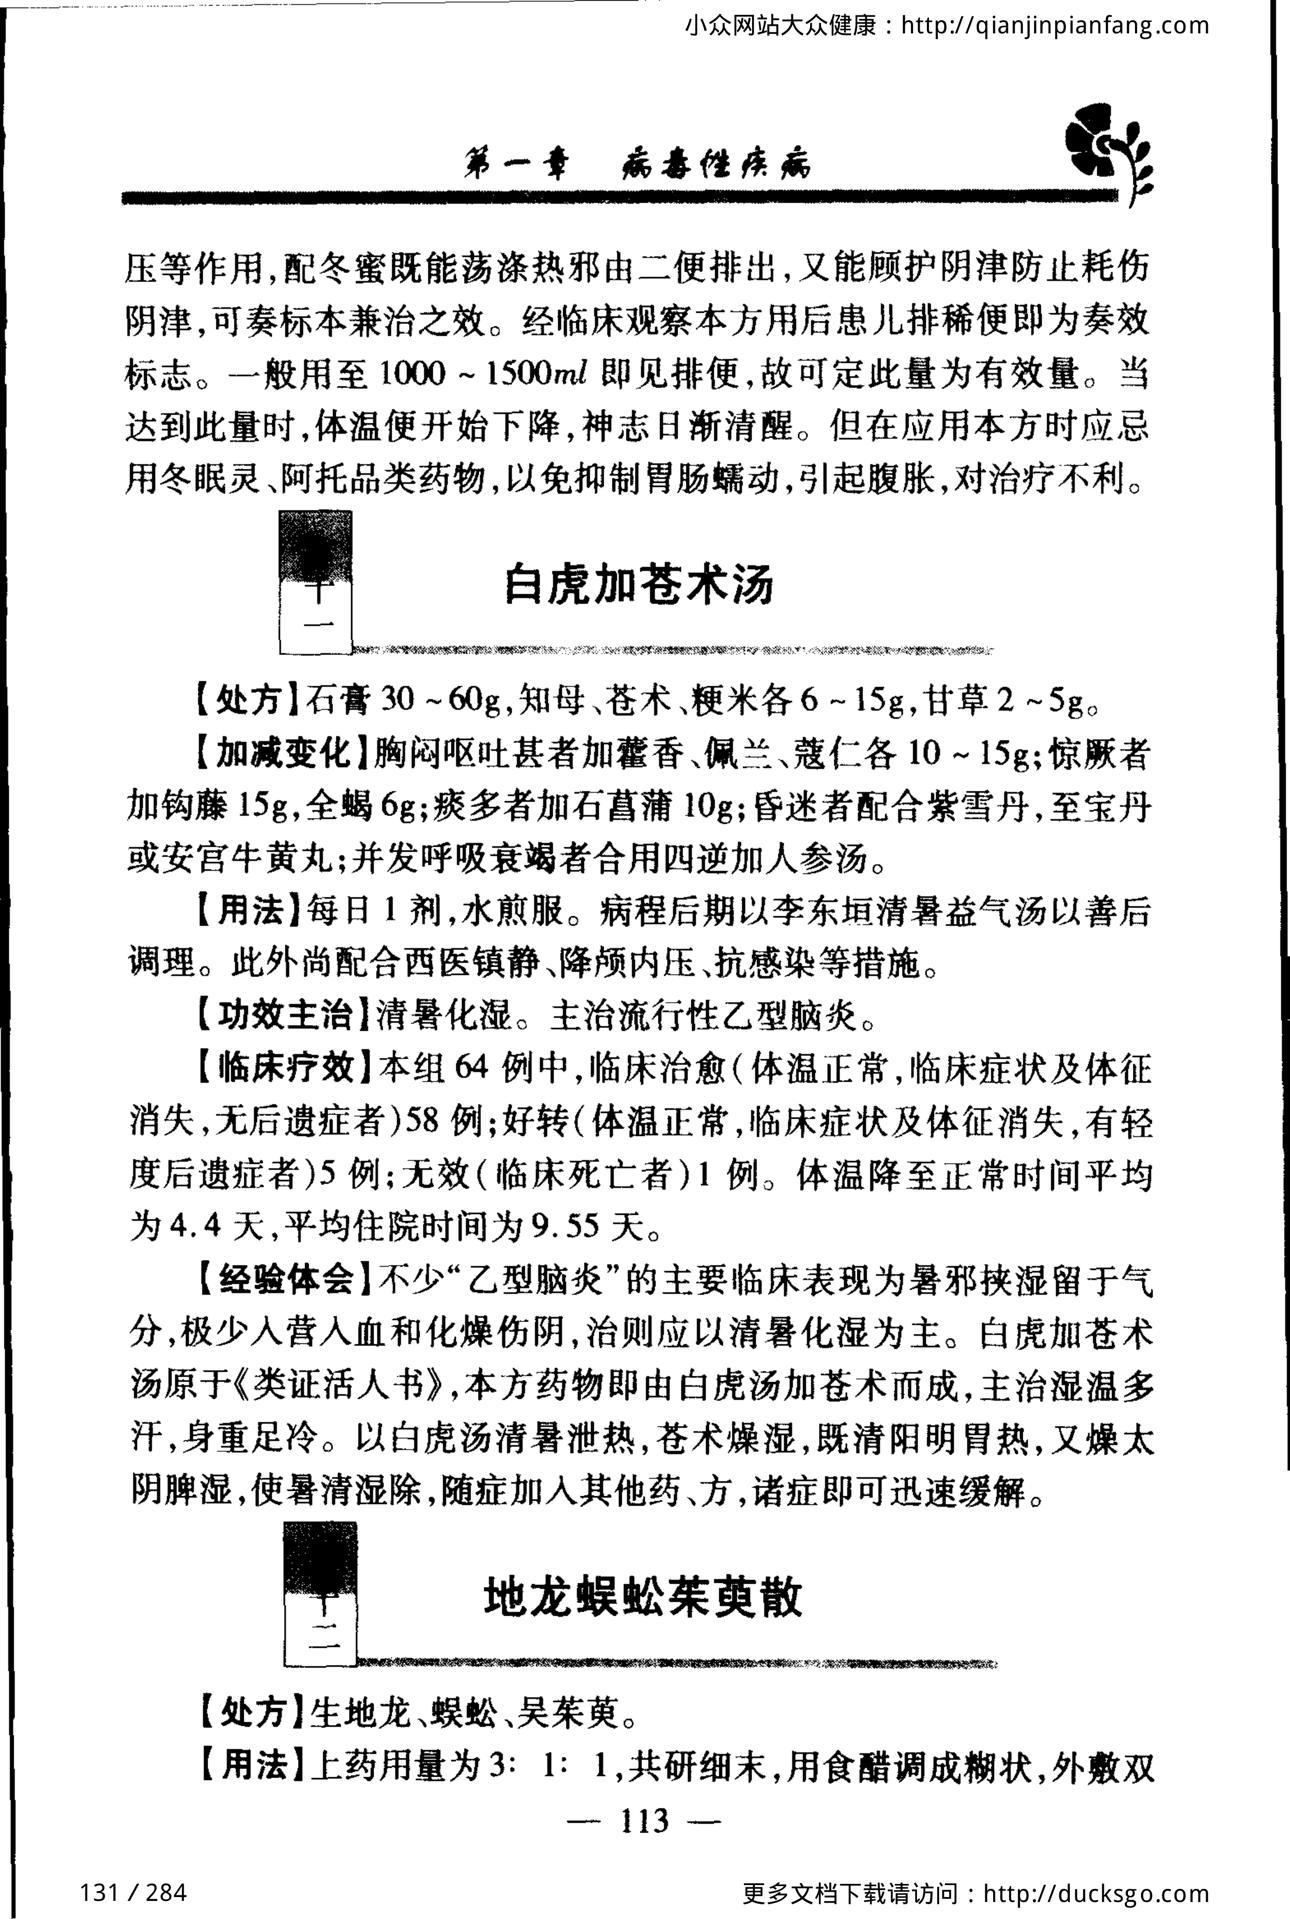 小众网站大众健康：http://qianjinpianfang.com
第一章 病毒性疾病
压等作用,配冬蜜既能荡涤热邪由二便排出,又能顾护阴津防止耗伤
阴津,可奏标本兼治之效。经临床观察本方用后患儿排稀便即为奏效
标志。一般用至 1000～1500ml 即见排便,故可定此量为有效量。当
达到此量时,体温便开始下降,神志日渐清醒。但在应用本方时应忌
用冬眠灵、阿托品类药物,以免抑制胃肠蠕动,引起腹胀,对治疗不利。
十一
白虎加苍术汤
【处方】石膏 30～60g,知母、苍术、粳米各 6～15g,甘草 2～5g。
【加减变化】胸闷呕吐甚者加藿香、佩兰、蔻仁各 10～15g;惊厥者
加钩藤 15g,全蝎 6g;痰多者加石菖蒲 10g;昏迷者配合紫雪丹,至宝丹
或安宫牛黄丸;并发呼吸衰竭者合用四逆加人参汤。
【用法】每日 1 剂,水煎服。病程后期以李东垣清暑益气汤以善后
调理。此外尚配合西医镇静、降颅内压、抗感染等措施。
【功效主治】清暑化湿。主治流行性乙型脑炎。
【临床疗效】本组 64 例中,临床治愈(体温正常,临床症状及体征
消失,无后遗症者)58 例;好转(体温正常,临床症状及体征消失,有轻
度后遗症者)5 例;无效(临床死亡者)1 例。体温降至正常时间平均
为 4.4 天,平均住院时间为 9.55 天。
【经验体会】不少“乙型脑炎”的主要临床表现为暑邪挟湿留于气
分,极少入营入血和化燥伤阴,治则应以清暑化湿为主。白虎加苍术
汤原于《类证活人书》,本方药物即由白虎汤加苍术而成,主治湿温多
汗,身重足冷。以白虎汤清暑泄热,苍术燥湿,既清阳明胃热,又燥太
阴脾湿,使暑清湿除,随症加入其他药、方,诸症即可迅速缓解。
十二
地龙蜈蚣茱萸散
【处方】生地龙、蜈蚣、吴茱萸。
【用法】上药用量为 3: 1: 1,共研细末,用食醋调成糊状,外敷双
— 113 —
131 / 284
更多文档下载请访问：http://ducksgo.com